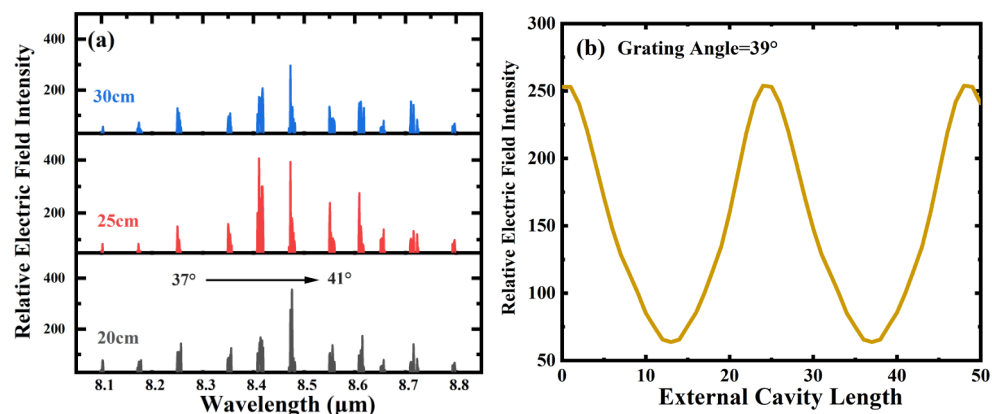 (a)
Relative Electric Field Intensity
400
200
30cm
400
200
25cm
37° 41°
400
200
20cm
8.1 8.2 8.3 8.4 8.5 8.6 8.7 8.8
Wavelength (μm)
(b) Grating Angle=39°
Relative Electric Field Intensity
300
250
200
150
100
50
0 10 20 30 40 50
External Cavity Length